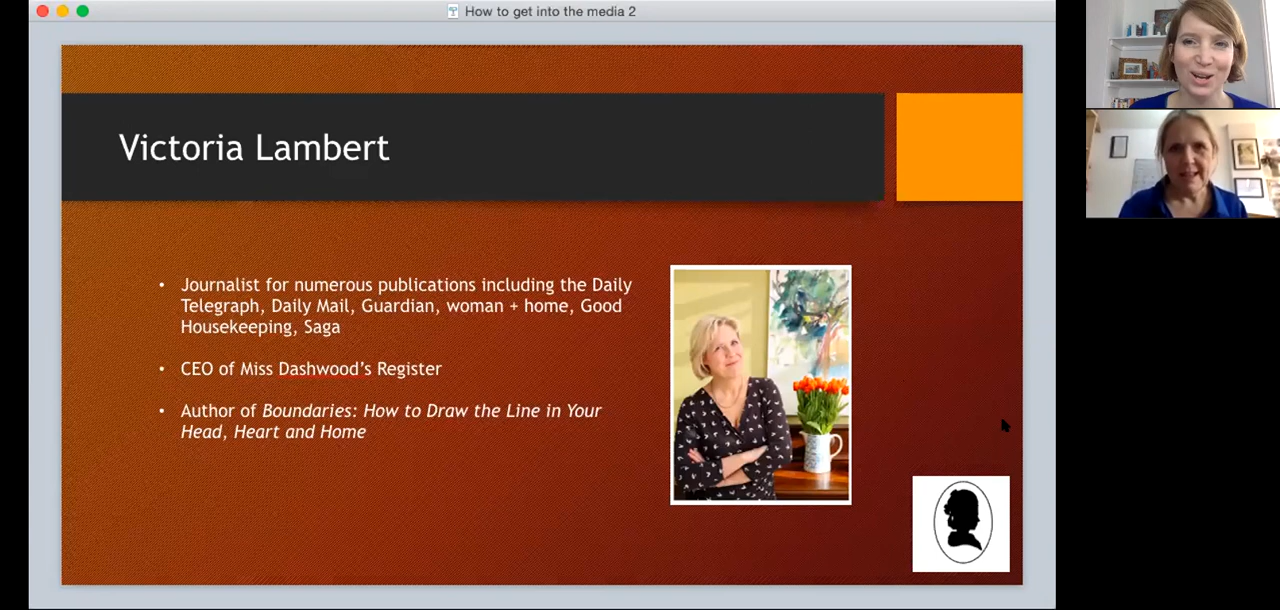 How to get into the media 2
Victoria Lambert
• Journalist for numerous publications including the Daily
Telegraph, Daily Mail, Guardian, woman + home, Good
Housekeeping, Saga
• CEO of Miss Dashwood’s Register
• Author of Boundaries: How to Draw the Line in Your
Head, Heart and Home